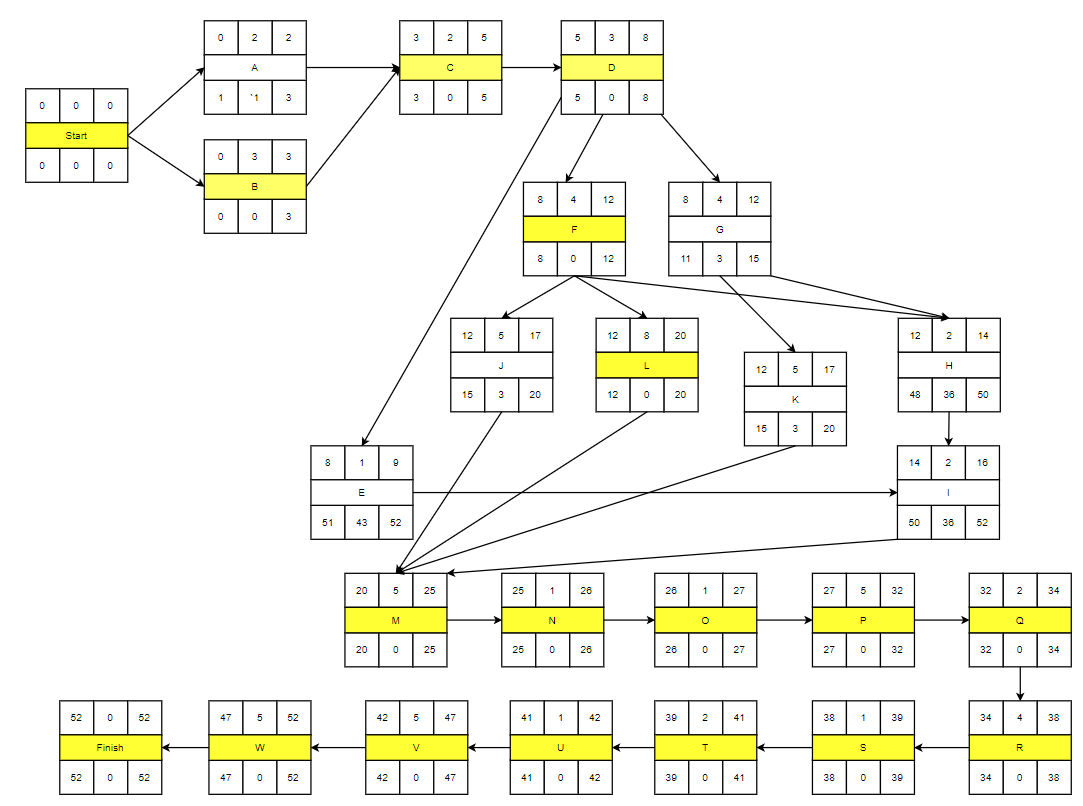 0 2 2
A
1 `1 3
3 2 5
C
3 0 5
5 3 8
D
5 0 8
0 0 0
Start
0 0 0
0 3 3
B
0 0 3
8 4 12
F
8 0 12
8 4 12
G
11 3 15
12 5 17
J
15 3 20
12 8 20
L
12 0 20
12 5 17
K
15 3 20
12 2 14
H
48 36 50
8 1 9
E
51 43 52
14 2 16
I
50 36 52
20 5 25
M
20 0 25
25 1 26
N
25 0 26
26 1 27
O
26 0 27
27 5 32
P
27 0 32
32 2 34
Q
32 0 34
52 0 52
Finish
52 0 52
47 5 52
W
47 0 52
42 5 47
V
42 0 47
41 1 42
U
41 0 42
39 2 41
T
39 0 41
38 1 39
S
38 0 39
34 4 38
R
34 0 38